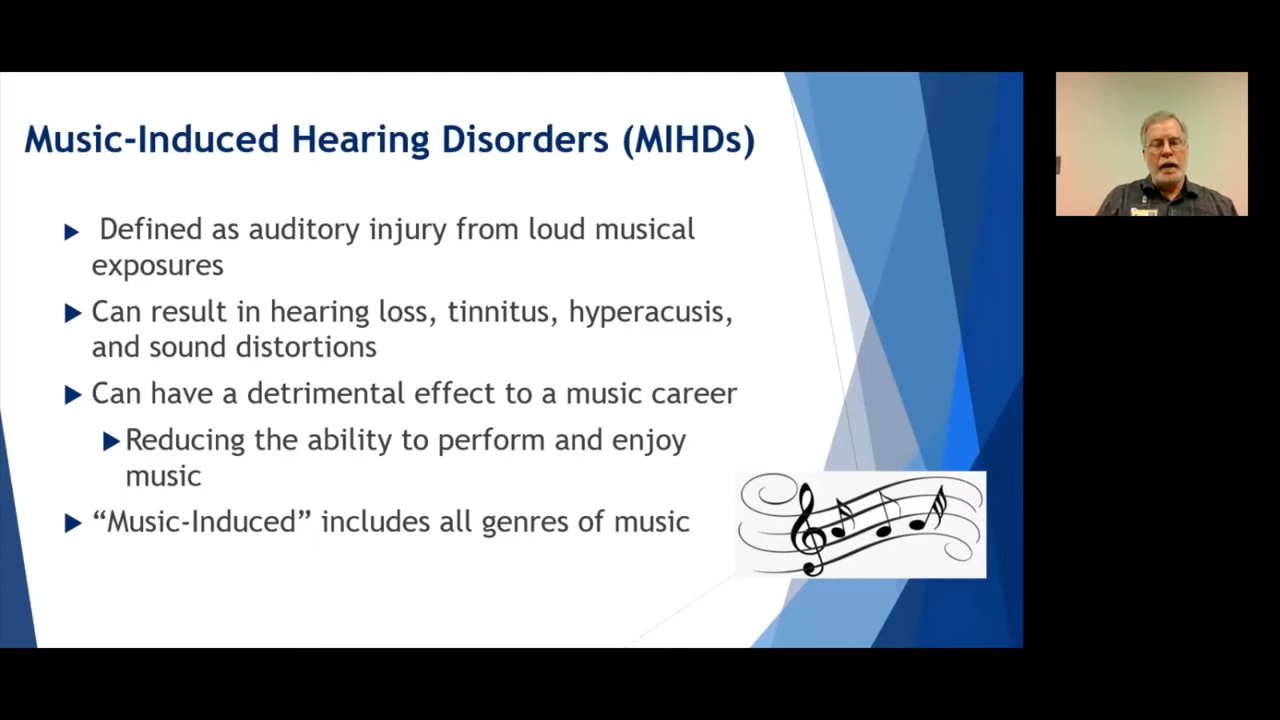 Music-Induced Hearing Disorders (MIHDs)
Defined as auditory injury from loud musical
exposures
Can result in hearing loss, tinnitus, hyperacusis,
and sound distortions
Can have a detrimental effect to a music career
Reducing the ability to perform and enjoy
music
“Music-Induced” includes all genres of music